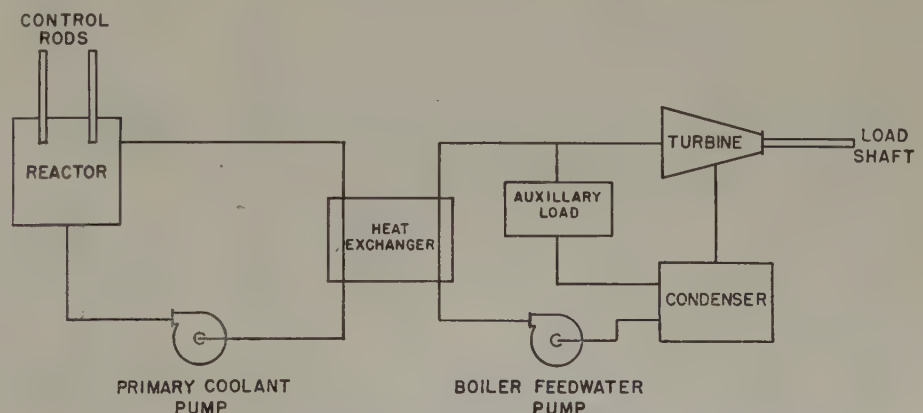 CONTROL
RODS
REACTOR
HEAT
EXCHANGER
TURBINE
LOAD
SHAFT
AUXILLARY
LOAD
CONDENSER
PRIMARY COOLANT
PUMP
BOILER FEEDWATER
PUMP